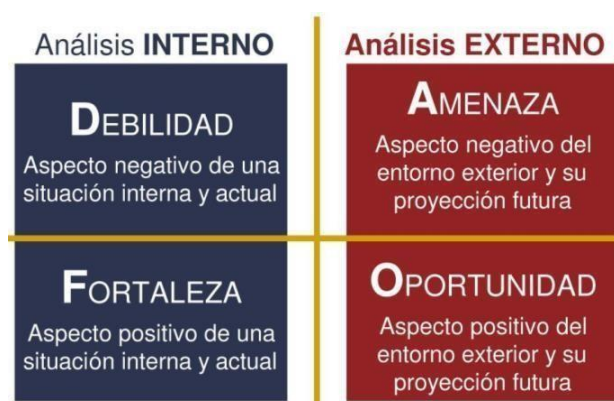 Análisis INTERNO
DEBILIDAD
Aspecto negativo de una
situación interna y actual
FORTALEZA
Aspecto positivo de una
situación interna y actual
Análisis EXTERNO
AMENAZA
Aspecto negativo del
entorno exterior y su
proyección futura
OPORTUNIDAD
Aspecto positivo del
entorno exterior y su
proyección futura